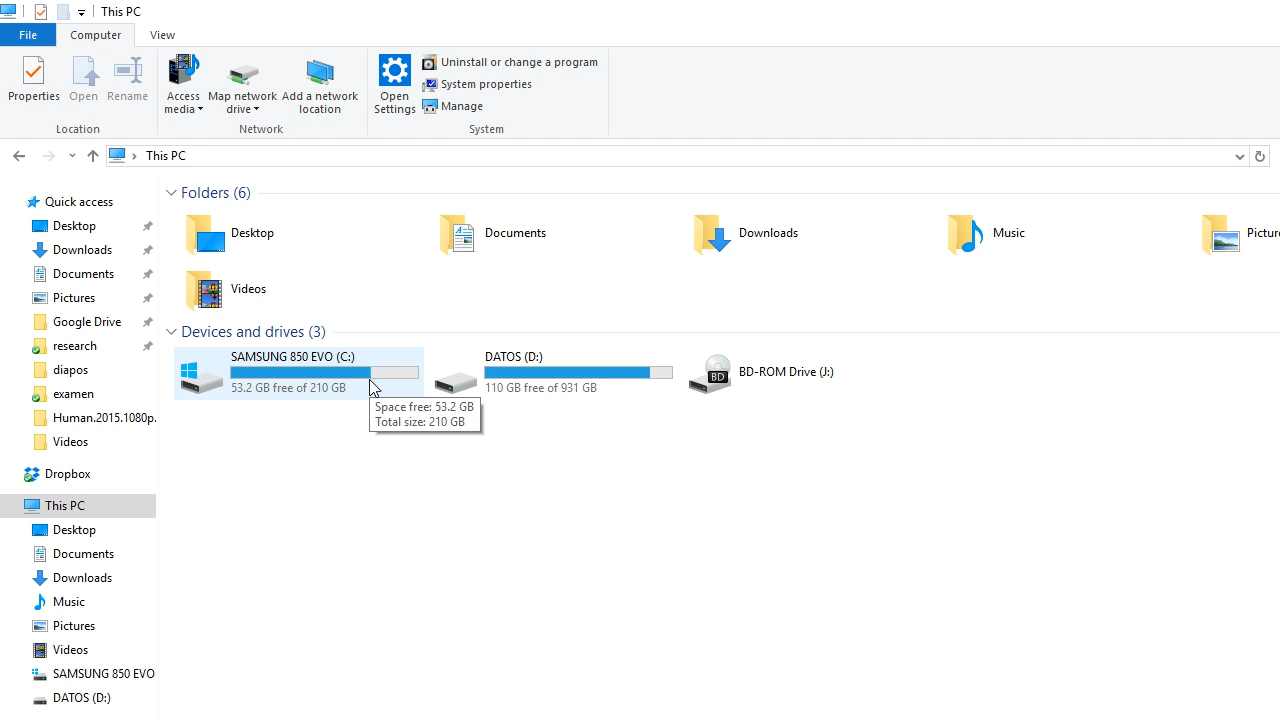 This PC
File
Computer
View
Properties
Open
Rename
Access
media
Map network
drive
Add a network
location
Open
Settings
Uninstall or change a program
System properties
Manage
Location
Network
System
This PC
Quick access
Desktop
Downloads
Documents
Pictures
Google Drive
research
diapos
examen
Human.2015.1080p.
Videos
Dropbox
This PC
Desktop
Documents
Downloads
Music
Pictures
Videos
SAMSUNG 850 EVO
DATOS (D:)
Folders (6)
Desktop
Documents
Downloads
Music
Picture
Videos
Devices and drives (3)
SAMSUNG 850 EVO (C:)
53.2 GB free of 210 GB
Space free: 53.2 GB
Total size: 210 GB
DATOS (D:)
110 GB free of 931 GB
BD
BD-ROM Drive (J:)